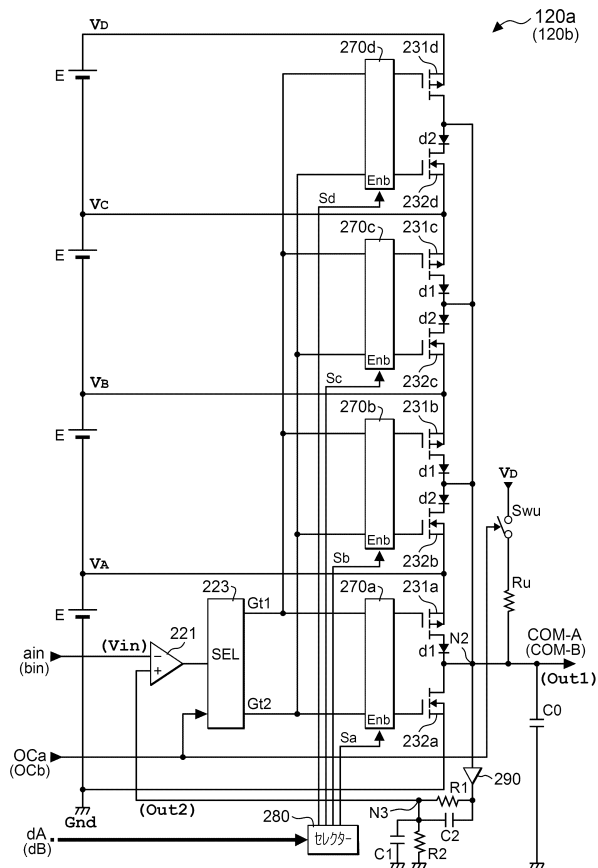 120a
(120b)
VD
270d
231d
E
d2
Enb
232d
Sd
VC
270c
231c
E
d1
d2
Enb
232c
Sc
VB
270b
231b
E
d1
d2
VD
Swu
Enb
232b
Sb
VA
223
270a
231a
Ru
E
Gt1
N2
COM-A
(COM-B)
(Out1)
ain
(bin)
(Vin)
221
SEL
d1
Gt2
C0
Enb
232a
Sa
OCa
(OCb)
290
R1
Gnd
(Out2)
280
N3
dA
(dB)
セレクター
C1
R2
C2